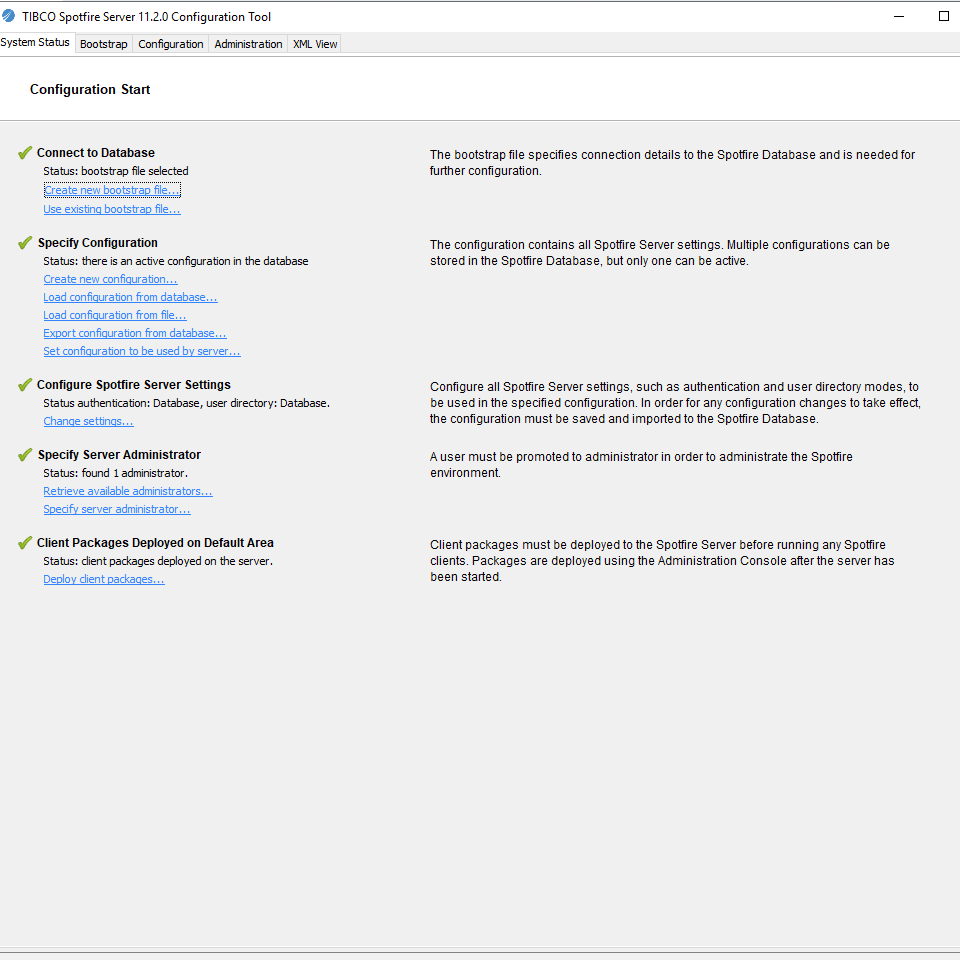 TIBCO Spotfire Server 11.2.0 Configuration Tool
System Status Bootstrap Configuration Administration XML View
Configuration Start
Connect to Database
Status: bootstrap file selected
Create new bootstrap file...
Use existing bootstrap file...
The bootstrap file specifies connection details to the Spotfire Database and is needed for
further configuration.
Specify Configuration
Status: there is an active configuration in the database
Create new configuration...
Load configuration from database...
Load configuration from file...
Export configuration from database...
Set configuration to be used by server...
The configuration contains all Spotfire Server settings. Multiple configurations can be
stored in the Spotfire Database, but only one can be active.
Configure Spotfire Server Settings
Status authentication: Database, user directory: Database.
Change settings...
Configure all Spotfire Server settings, such as authentication and user directory modes, to
be used in the specified configuration. In order for any configuration changes to take effect,
the configuration must be saved and imported to the Spotfire Database.
Specify Server Administrator
Status: found 1 administrator.
Retrieve available administrators...
Specify server administrator...
A user must be promoted to administrator in order to administrate the Spotfire
environment.
Client Packages Deployed on Default Area
Status: client packages deployed on the server.
Deploy client packages...
Client packages must be deployed to the Spotfire Server before running any Spotfire
clients. Packages are deployed using the Administration Console after the server has
been started.